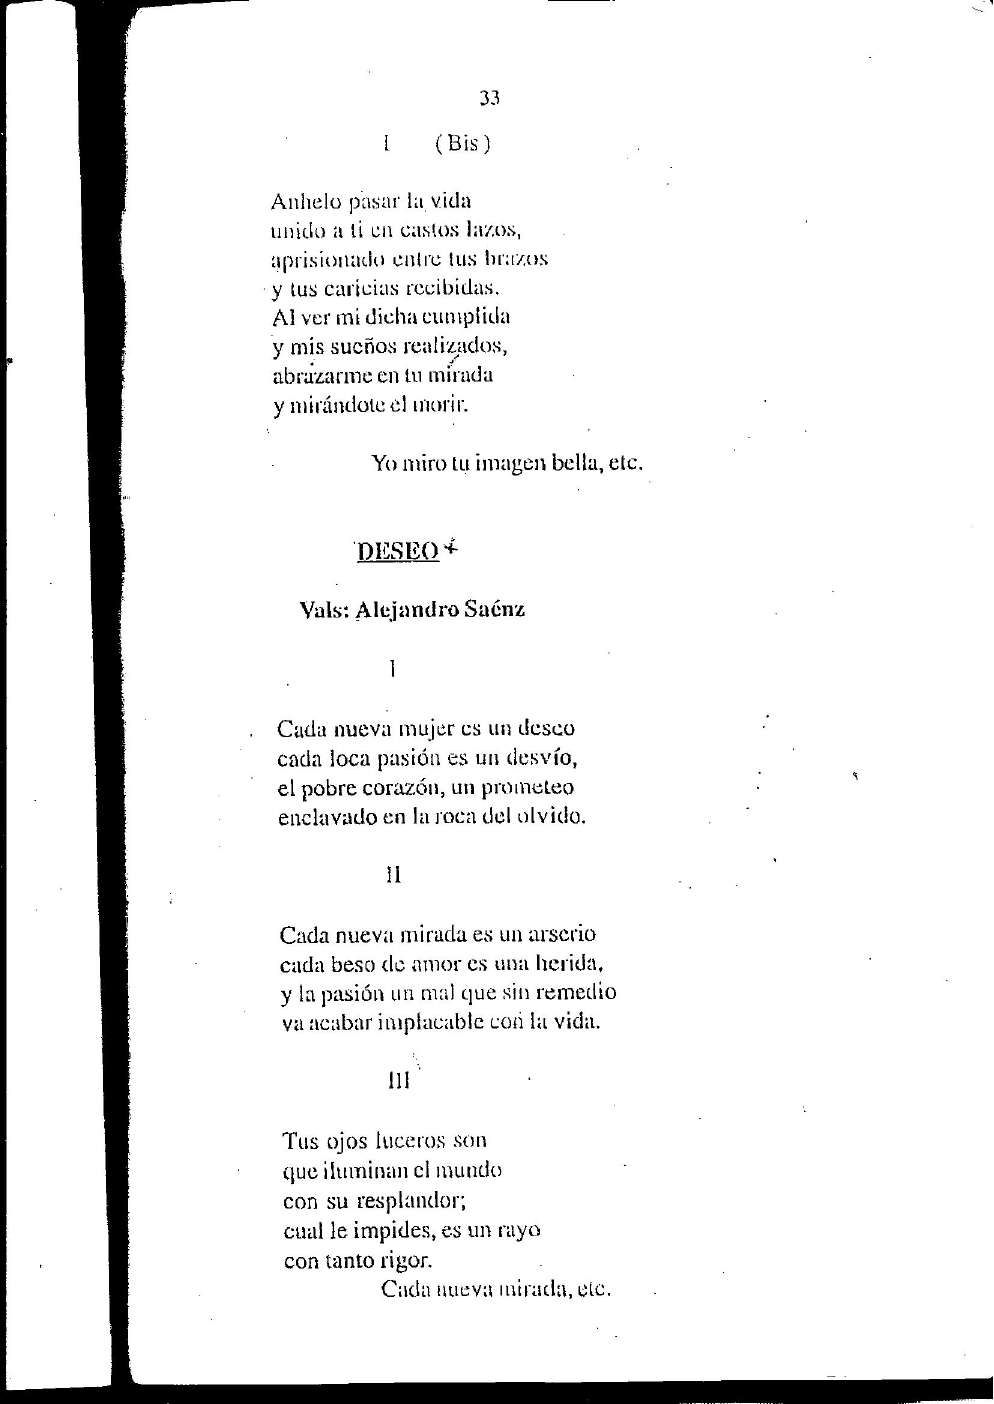 33
I (Bis)
Anhelo pasar la vida
unido a ti en castos lazos,
aprisionado entre tus brazos
y tus caricias recibidas.
Al ver mi dicha cumplida
y mis sueños realizados,
abrazarme en tu mirada
y mirándote el morir.
Yo miro tu imagen bella, etc.
DESEO +
Vals: Alejandro Saénz
I
Cada nueva mujer es un deseo
cada loca pasión es un desvío,
el pobre corazón, un prometeo
enclavado en la roca del olvido.
II
Cada nueva mirada es un arserio
cada beso de amor es una herida,
y la pasión un mal que sin remedio
va acabar implacable con la vida.
III
Tus ojos luceros son
que iluminan el mundo
con su resplandor;
cual le impides, es un rayo
con tanto rigor.
Cada nueva mirada, etc.